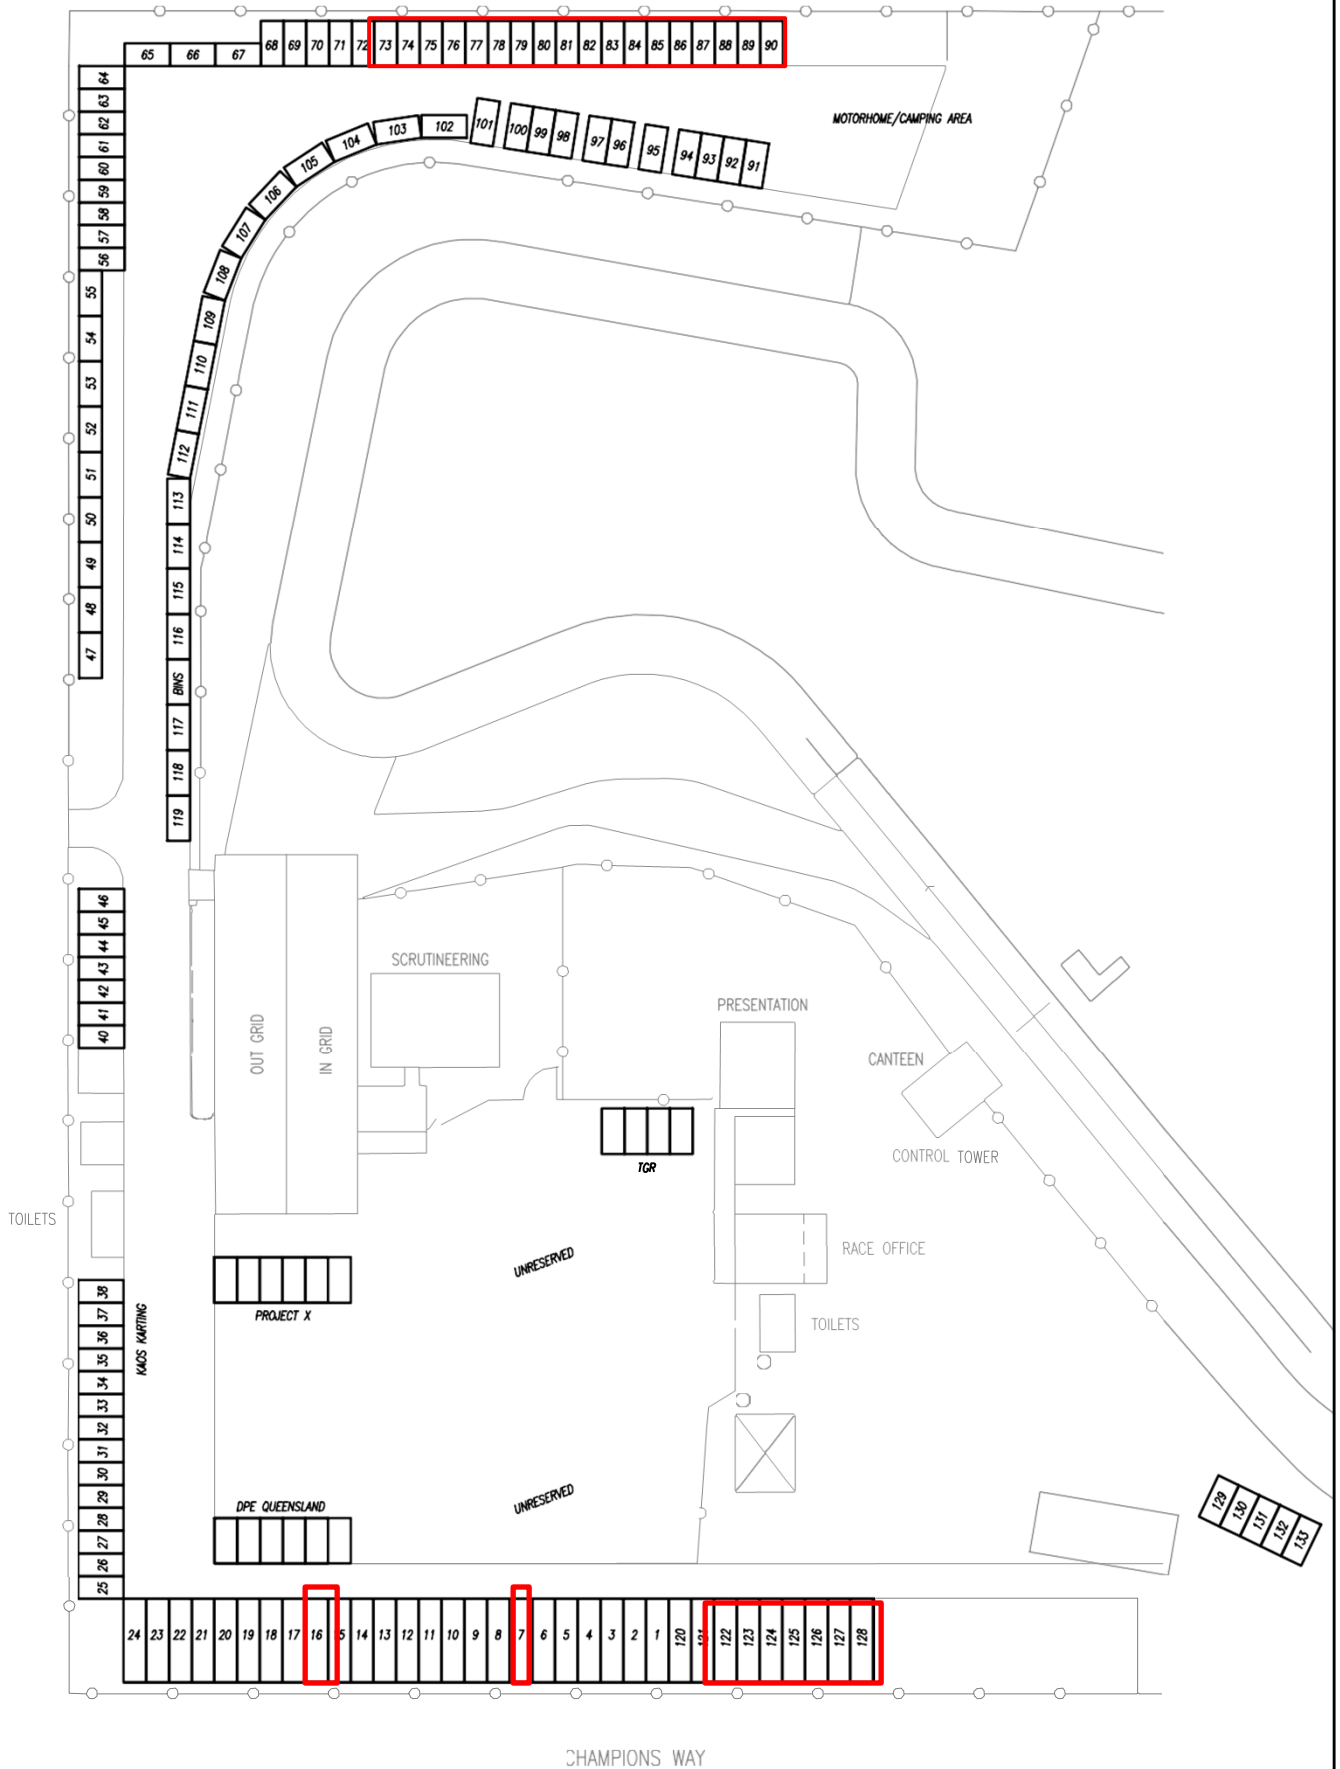 68 69 70 71 72 73 74 75 76 77 78 79 80 81 82 83 84 85 86 87 88 89 90
65 66 67
64
63
62
61
60
59
58
57
56
55
54
53
52
51
50
49
48
47
MOTORHOME/CAMPING AREA
101 100 99 98 97 96 95 94 93 92 91
102
103
104
105
106
107
108
109
110
111
112
113
114
115
116
BINS
117
118
119
46
45
44
43
42
41
40
SCRUTINEERING
OUT GRID
IN GRID
PRESENTATION
CANTEEN
CONTROL TOWER
TGR
TOILETS
RACE OFFICE
UNRESERVED
PROJECT X
TOILETS
KAOS KARTING
38
37
36
35
34
33
32
31
30
29
28
27
26
25
DPE QUEENSLAND
UNRESERVED
129 130 131 132 133
24 23 22 21 20 19 18 17 16 15 14 13 12 11 10 9 8 7 6 5 4 3 2 1 120 121 122 123 124 125 126 127 128
CHAMPIONS WAY